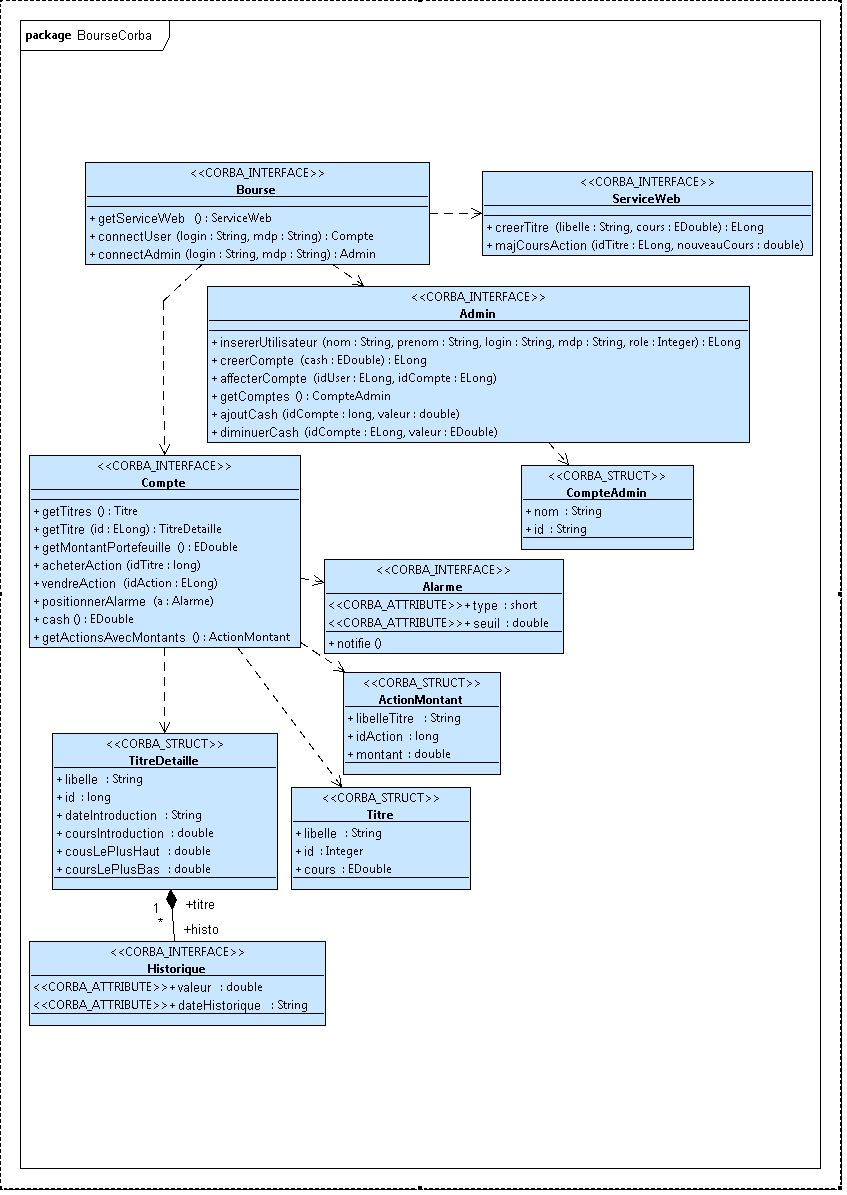 package BourseCorba
<<CORBA_INTERFACE>>
Bourse
+ getServiceWeb () : ServiceWeb
+ connectUser (login : String, mdp : String) : Compte
+ connectAdmin (login : String, mdp : String) : Admin
<<CORBA_INTERFACE>>
ServiceWeb
+ creerTitre (libelle : String, cours : EDouble) : ELong
+ majCoursAction (idTitre : ELong, nouveauCours : double)
<<CORBA_INTERFACE>>
Admin
+ insererUtilisateur (nom : String, prenom : String, login : String, mdp : String, role : Integer) : ELong
+ creerCompte (cash : EDouble) : ELong
+ affecterCompte (idUser : ELong, idCompte : ELong)
+ getComptes () : CompteAdmin
+ ajoutCash (idCompte : long, valeur : double)
+ diminuerCash (idCompte : ELong, valeur : EDouble)
<<CORBA_INTERFACE>>
Compte
+ getTitres () : Titre
+ getTitre (id : ELong) : TitreDetaille
+ getMontantPortefeuille () : EDouble
+ acheterAction (idTitre : long)
+ vendreAction (idAction : ELong)
+ positionnerAlarme (a : Alarme)
+ cash () : EDouble
+ getActionsAvecMontants () : ActionMontant
<<CORBA_STRUCT>>
CompteAdmin
+ nom : String
+ id : String
<<CORBA_INTERFACE>>
Alarme
<<CORBA_ATTRIBUTE>> + type : short
<<CORBA_ATTRIBUTE>> + seuil : double
+ notifie ()
<<CORBA_STRUCT>>
ActionMontant
+ libelleTitre : String
+ idAction : long
+ montant : double
<<CORBA_STRUCT>>
TitreDetaille
+ libelle : String
+ id : long
+ dateIntroduction : String
+ coursIntroduction : double
+ cousLePlusHaut : double
+ coursLePlusBas : double
<<CORBA_STRUCT>>
Titre
+ libelle : String
+ id : Integer
+ cours : EDouble
1
+titre
*
+histo
<<CORBA_INTERFACE>>
Historique
<<CORBA_ATTRIBUTE>> + valeur : double
<<CORBA_ATTRIBUTE>> + dateHistorique : String